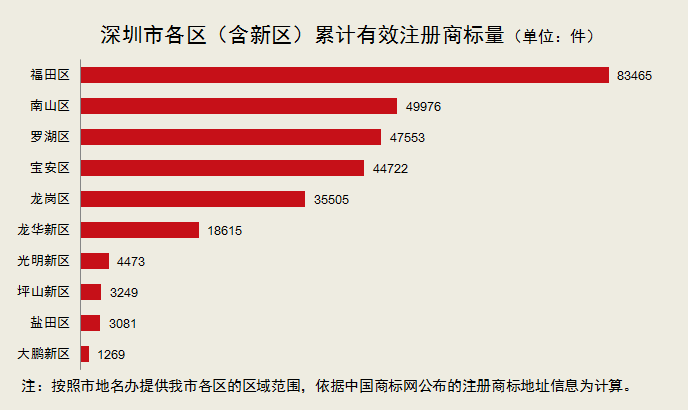 深圳市各区（含新区）累计有效注册商标量（单位：件）
福田区 83465
南山区 49976
罗湖区 47553
宝安区 44722
龙岗区 35505
龙华新区 18615
光明新区 4473
坪山新区 3249
盐田区 3081
大鹏新区 1269
注：按照市地名办提供我市各区的区域范围，依据中国商标网公布的注册商标地址信息为计算。